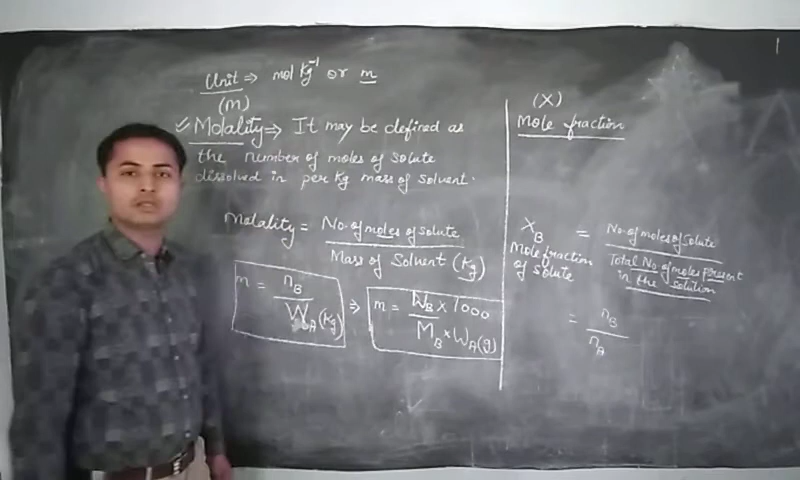 Unit ⇒ mol Kg⁻¹ or m
(m)
Molality ⇒ It may be defined as
the number of moles of solute
dissolved in per Kg mass of solvent.
Molality = No. of moles of solute
Mass of Solvent (Kg)
m = n_B / W_A(Kg) ⇒ m = W_B × 1000 / M_B × W_A(g)
(X)
Mole fraction
X_B = No. of moles of solute
Mole fraction of solute
Total No. of moles present
in the solution
= n_B
n_A